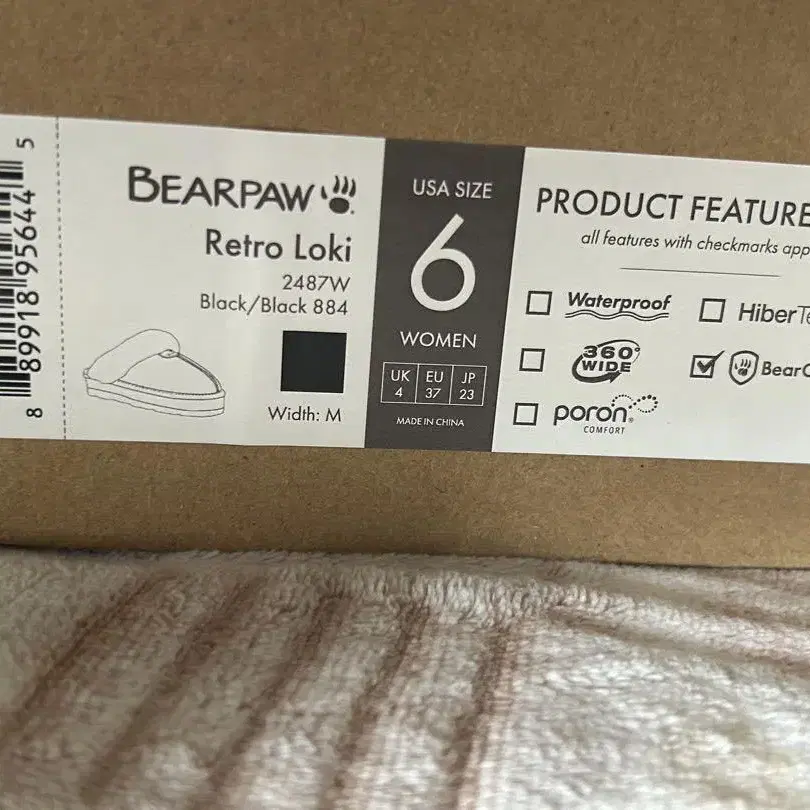 8 89918 95644 5
BEARPAW
Retro Loki
2487W
Black/Black 884
Width: M
USA SIZE
6
WOMEN
UK EU JP
4 37 23
MADE IN CHINA
PRODUCT FEATURE
all features with checkmarks app
Waterproof
HiberTe
360°
WIDE
BearG
poron®
COMFORT